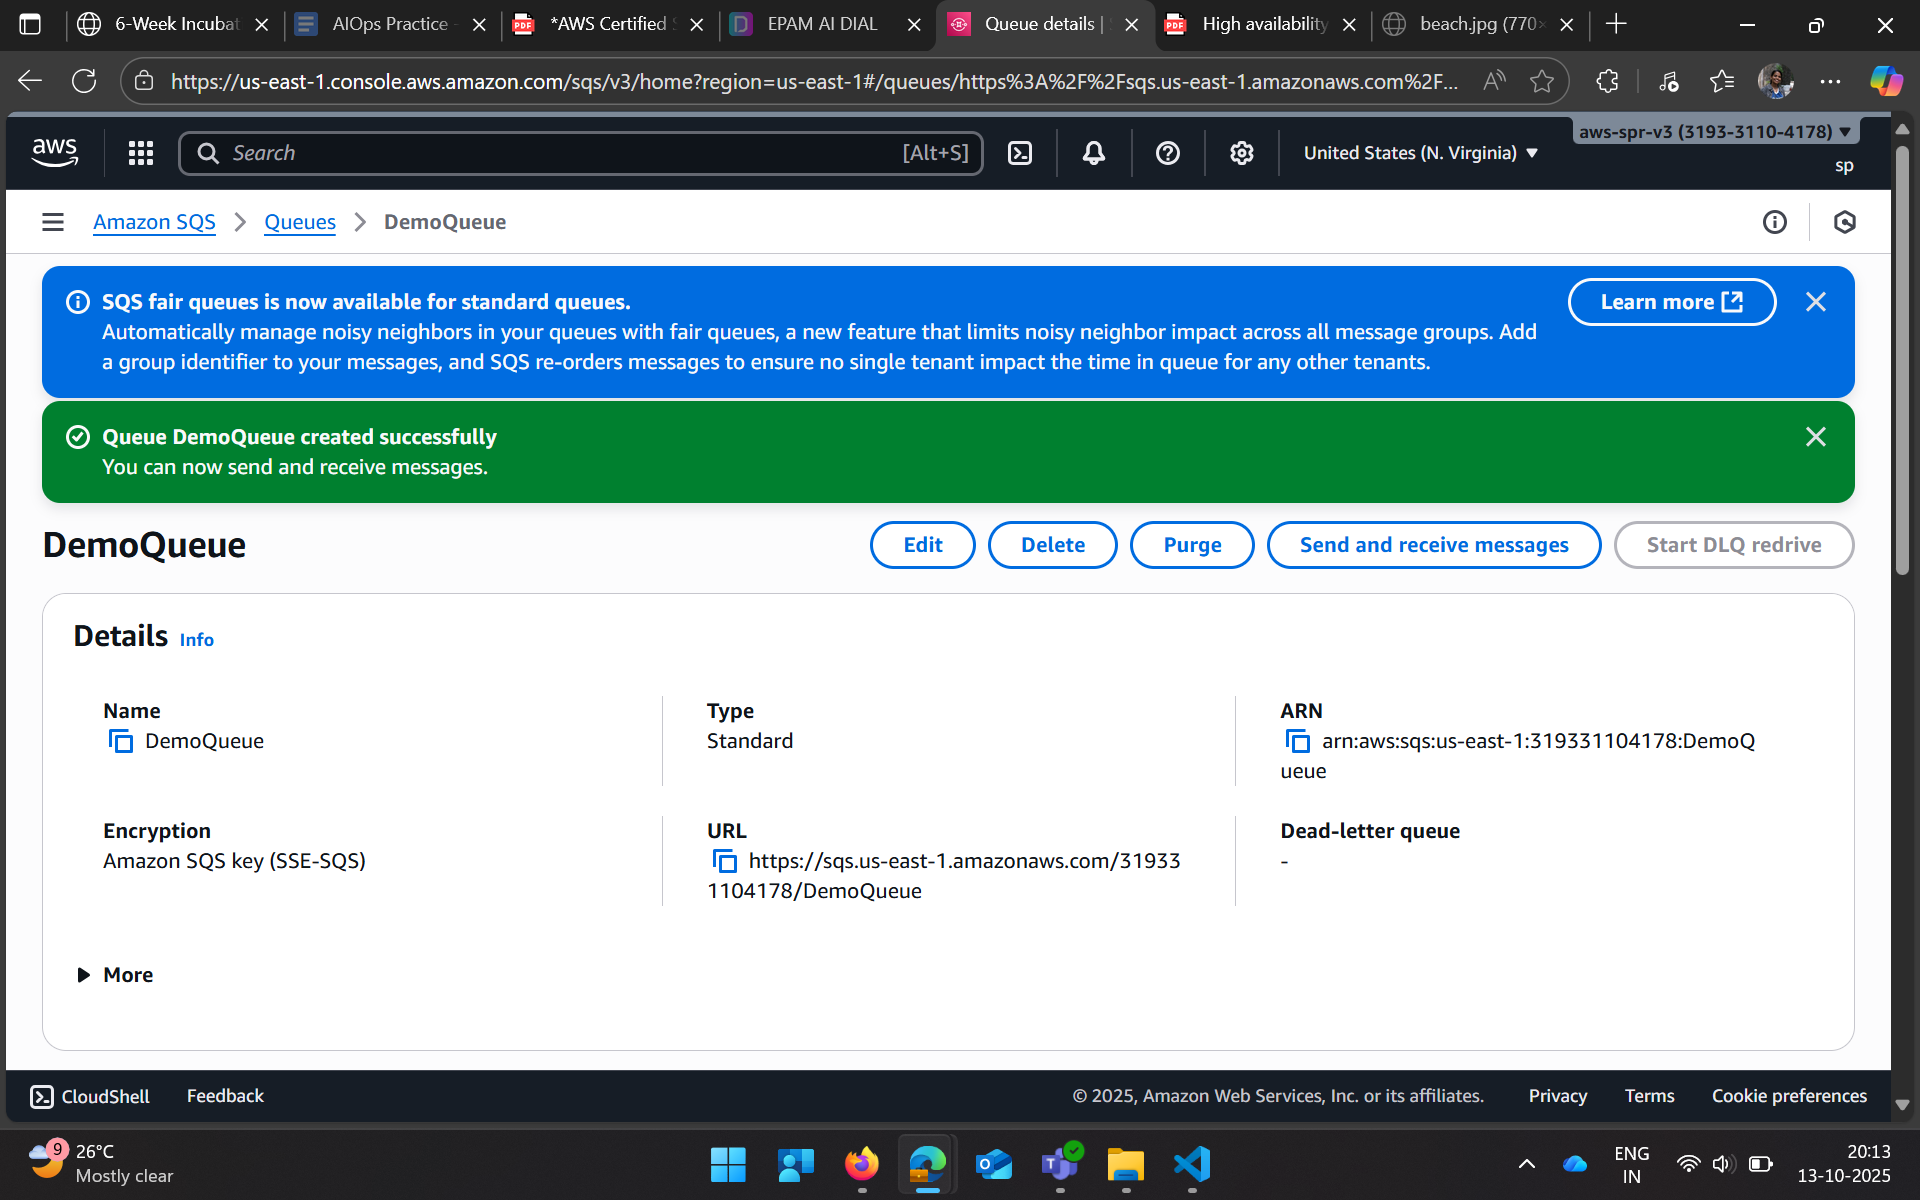 6-Week Incubat
AIOps Practice -
*AWS Certified S
EPAM AI DIAL
Queue details | S
High availability
beach.jpg (770×
https://us-east-1.console.aws.amazon.com/sqs/v3/home?region=us-east-1#/queues/https%3A%2F%2Fsqs.us-east-1.amazonaws.com%2F...
aws
Search
[Alt+S]
United States (N. Virginia)
aws-spr-v3 (3193-3110-4178)
sp
Amazon SQS
Queues
DemoQueue
SQS fair queues is now available for standard queues.
Automatically manage noisy neighbors in your queues with fair queues, a new feature that limits noisy neighbor impact across all message groups. Add
a group identifier to your messages, and SQS re-orders messages to ensure no single tenant impact the time in queue for any other tenants.
Learn more
Queue DemoQueue created successfully
You can now send and receive messages.
DemoQueue
Edit
Delete
Purge
Send and receive messages
Start DLQ redrive
Details Info
Name
DemoQueue
Type
Standard
ARN
arn:aws:sqs:us-east-1:319331104178:DemoQ
ueue
Encryption
Amazon SQS key (SSE-SQS)
URL
https://sqs.us-east-1.amazonaws.com/31933
1104178/DemoQueue
Dead-letter queue
-
More
CloudShell
Feedback
© 2025, Amazon Web Services, Inc. or its affiliates.
Privacy
Terms
Cookie preferences
9
26°C
Mostly clear
ENG
IN
20:13
13-10-2025